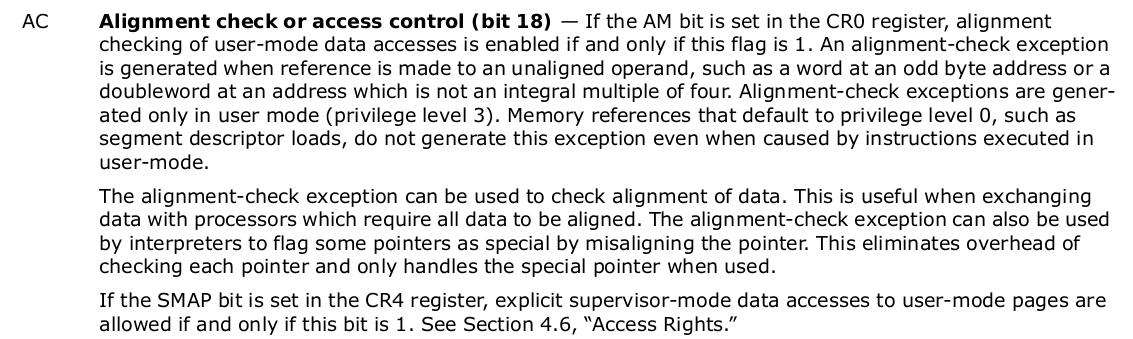 AC Alignment check or access control (bit 18) — If the AM bit is set in the CR0 register, alignment
checking of user-mode data accesses is enabled if and only if this flag is 1. An alignment-check exception
is generated when reference is made to an unaligned operand, such as a word at an odd byte address or a
doubleword at an address which is not an integral multiple of four. Alignment-check exceptions are gener-
ated only in user mode (privilege level 3). Memory references that default to privilege level 0, such as
segment descriptor loads, do not generate this exception even when caused by instructions executed in
user-mode.
The alignment-check exception can be used to check alignment of data. This is useful when exchanging
data with processors which require all data to be aligned. The alignment-check exception can also be used
by interpreters to flag some pointers as special by misaligning the pointer. This eliminates overhead of
checking each pointer and only handles the special pointer when used.
If the SMAP bit is set in the CR4 register, explicit supervisor-mode data accesses to user-mode pages are
allowed if and only if this bit is 1. See Section 4.6, “Access Rights.”